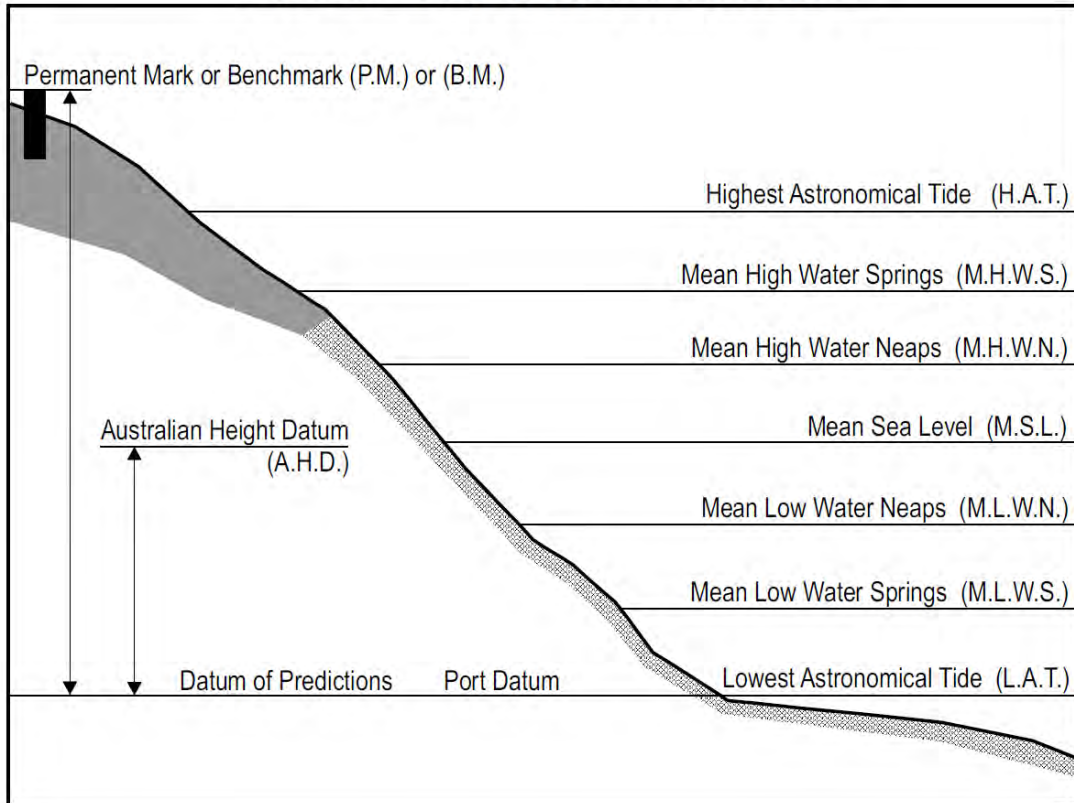 Permanent Mark or Benchmark (P.M.) or (B.M.)
Highest Astronomical Tide (H.A.T.)
Mean High Water Springs (M.H.W.S.)
Mean High Water Neaps (M.H.W.N.)
Australian Height Datum
(A.H.D.)
Mean Sea Level (M.S.L.)
Mean Low Water Neaps (M.L.W.N.)
Mean Low Water Springs (M.L.W.S.)
Datum of Predictions Port Datum Lowest Astronomical Tide (L.A.T.)